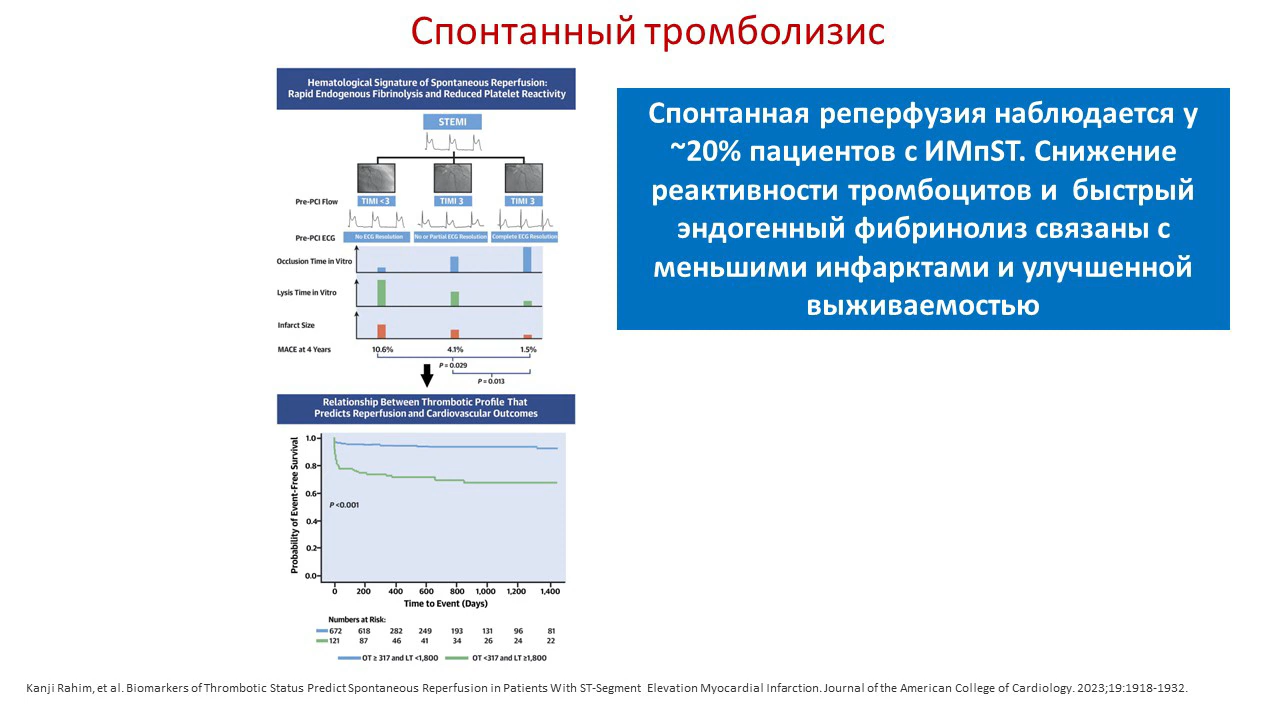 Спонтанный тромболизис
Hematological Signature of Spontaneous Reperfusion:
Rapid Endogenous Fibrinolysis and Reduced Platelet Reactivity
STEMI
Pre-PCI Flow
TIMI <3
TIMI 3
TIMI 3
Pre-PCI ECG
No ECG Resolution
No or Partial ECG Resolution
Complete ECG Resolution
Occlusion Time in Vitro
Lysis Time in Vitro
Infarct Size
MACE at 4 Years
10.6%
4.1%
1.5%
P = 0.029
P = 0.013
Relationship Between Thrombotic Profile That
Predicts Reperfusion and Cardiovascular Outcomes
Probability of Event-Free Survival
1.0
0.8
0.6
0.4
0.2
0.0
P <0.001
0 200 400 600 800 1,000 1,200 1,400
Time to Event (Days)
Numbers at Risk:
672 618 282 249 193 131 96 81
121 87 46 41 34 26 24 22
OT ≥ 317 and LT <1,800
OT <317 and LT ≥1,800
Спонтанная реперфузия наблюдается у
~20% пациентов с ИМпST. Снижение
реактивности тромбоцитов и быстрый
эндогенный фибринолиз связаны с
меньшими инфарктами и улучшенной
выживаемостью
Kanji Rahim, et al. Biomarkers of Thrombotic Status Predict Spontaneous Reperfusion in Patients With ST-Segment Elevation Myocardial Infarction. Journal of the American College of Cardiology. 2023;19:1918-1932.